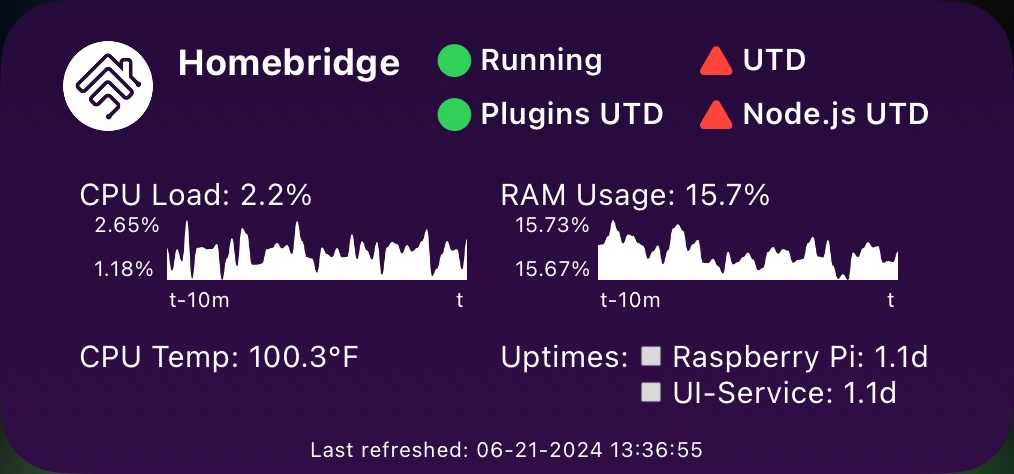 Homebridge Running UTD
Plugins UTD Node.js UTD
CPU Load: 2.2% RAM Usage: 15.7%
2.65% 15.73%
1.18% 15.67%
t-10m t t-10m t
CPU Temp: 100.3°F Uptimes: Raspberry Pi: 1.1d
UI-Service: 1.1d
Last refreshed: 06-21-2024 13:36:55